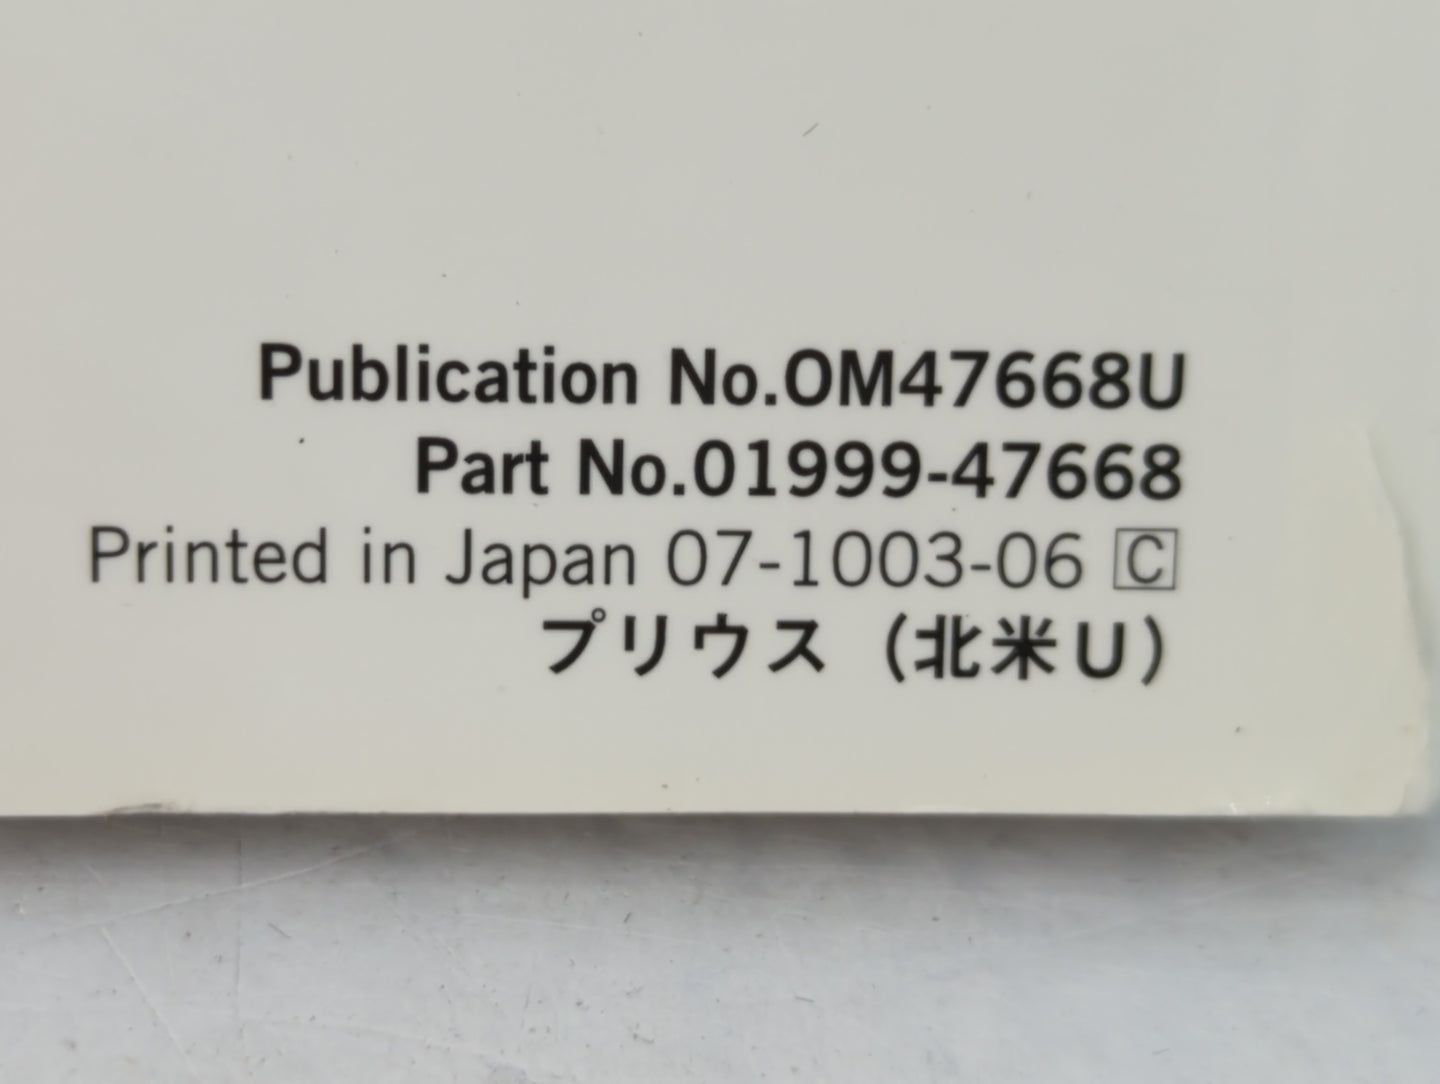 Publication No.OM47668U
Part No.01999-47668
Printed in Japan 07-1003-06 C
プリウス（北米U）